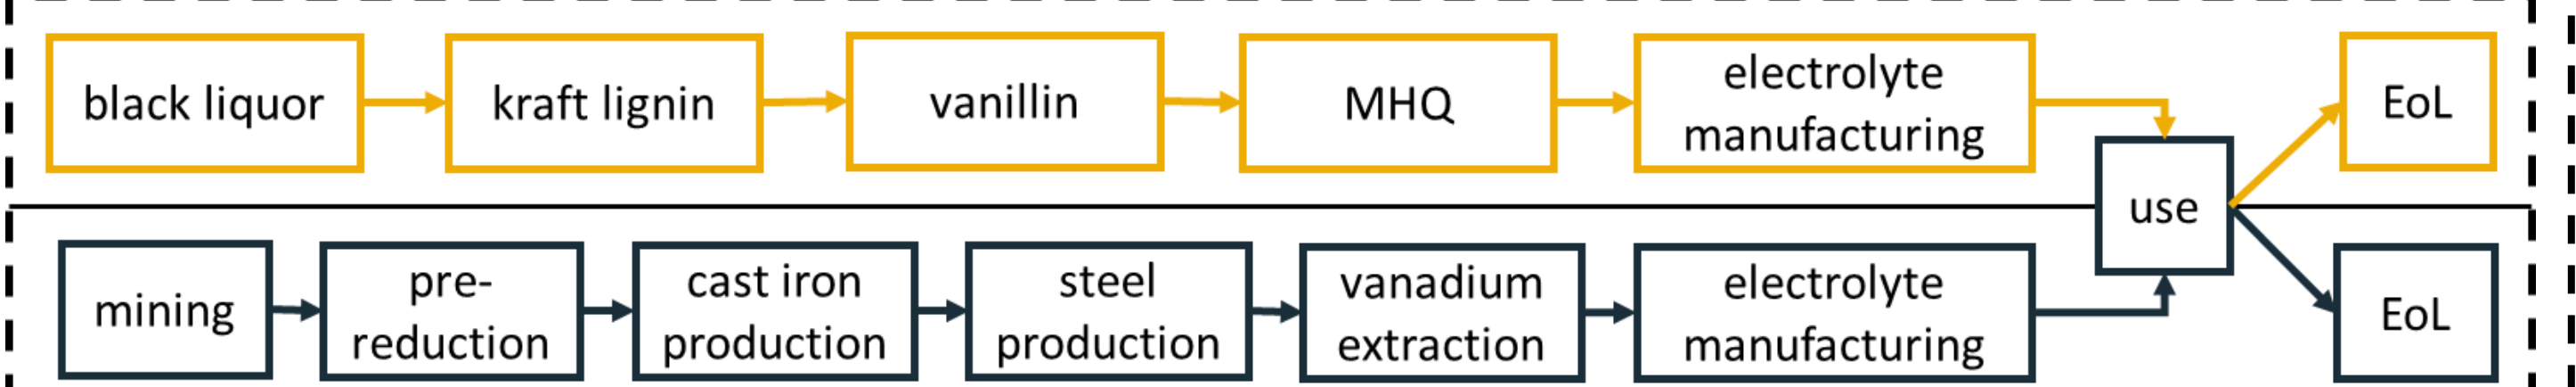 black liquor
kraft lignin
vanillin
MHQ
electrolyte
manufacturing
EoL
use
mining
pre-
reduction
cast iron
production
steel
production
vanadium
extraction
electrolyte
manufacturing
EoL